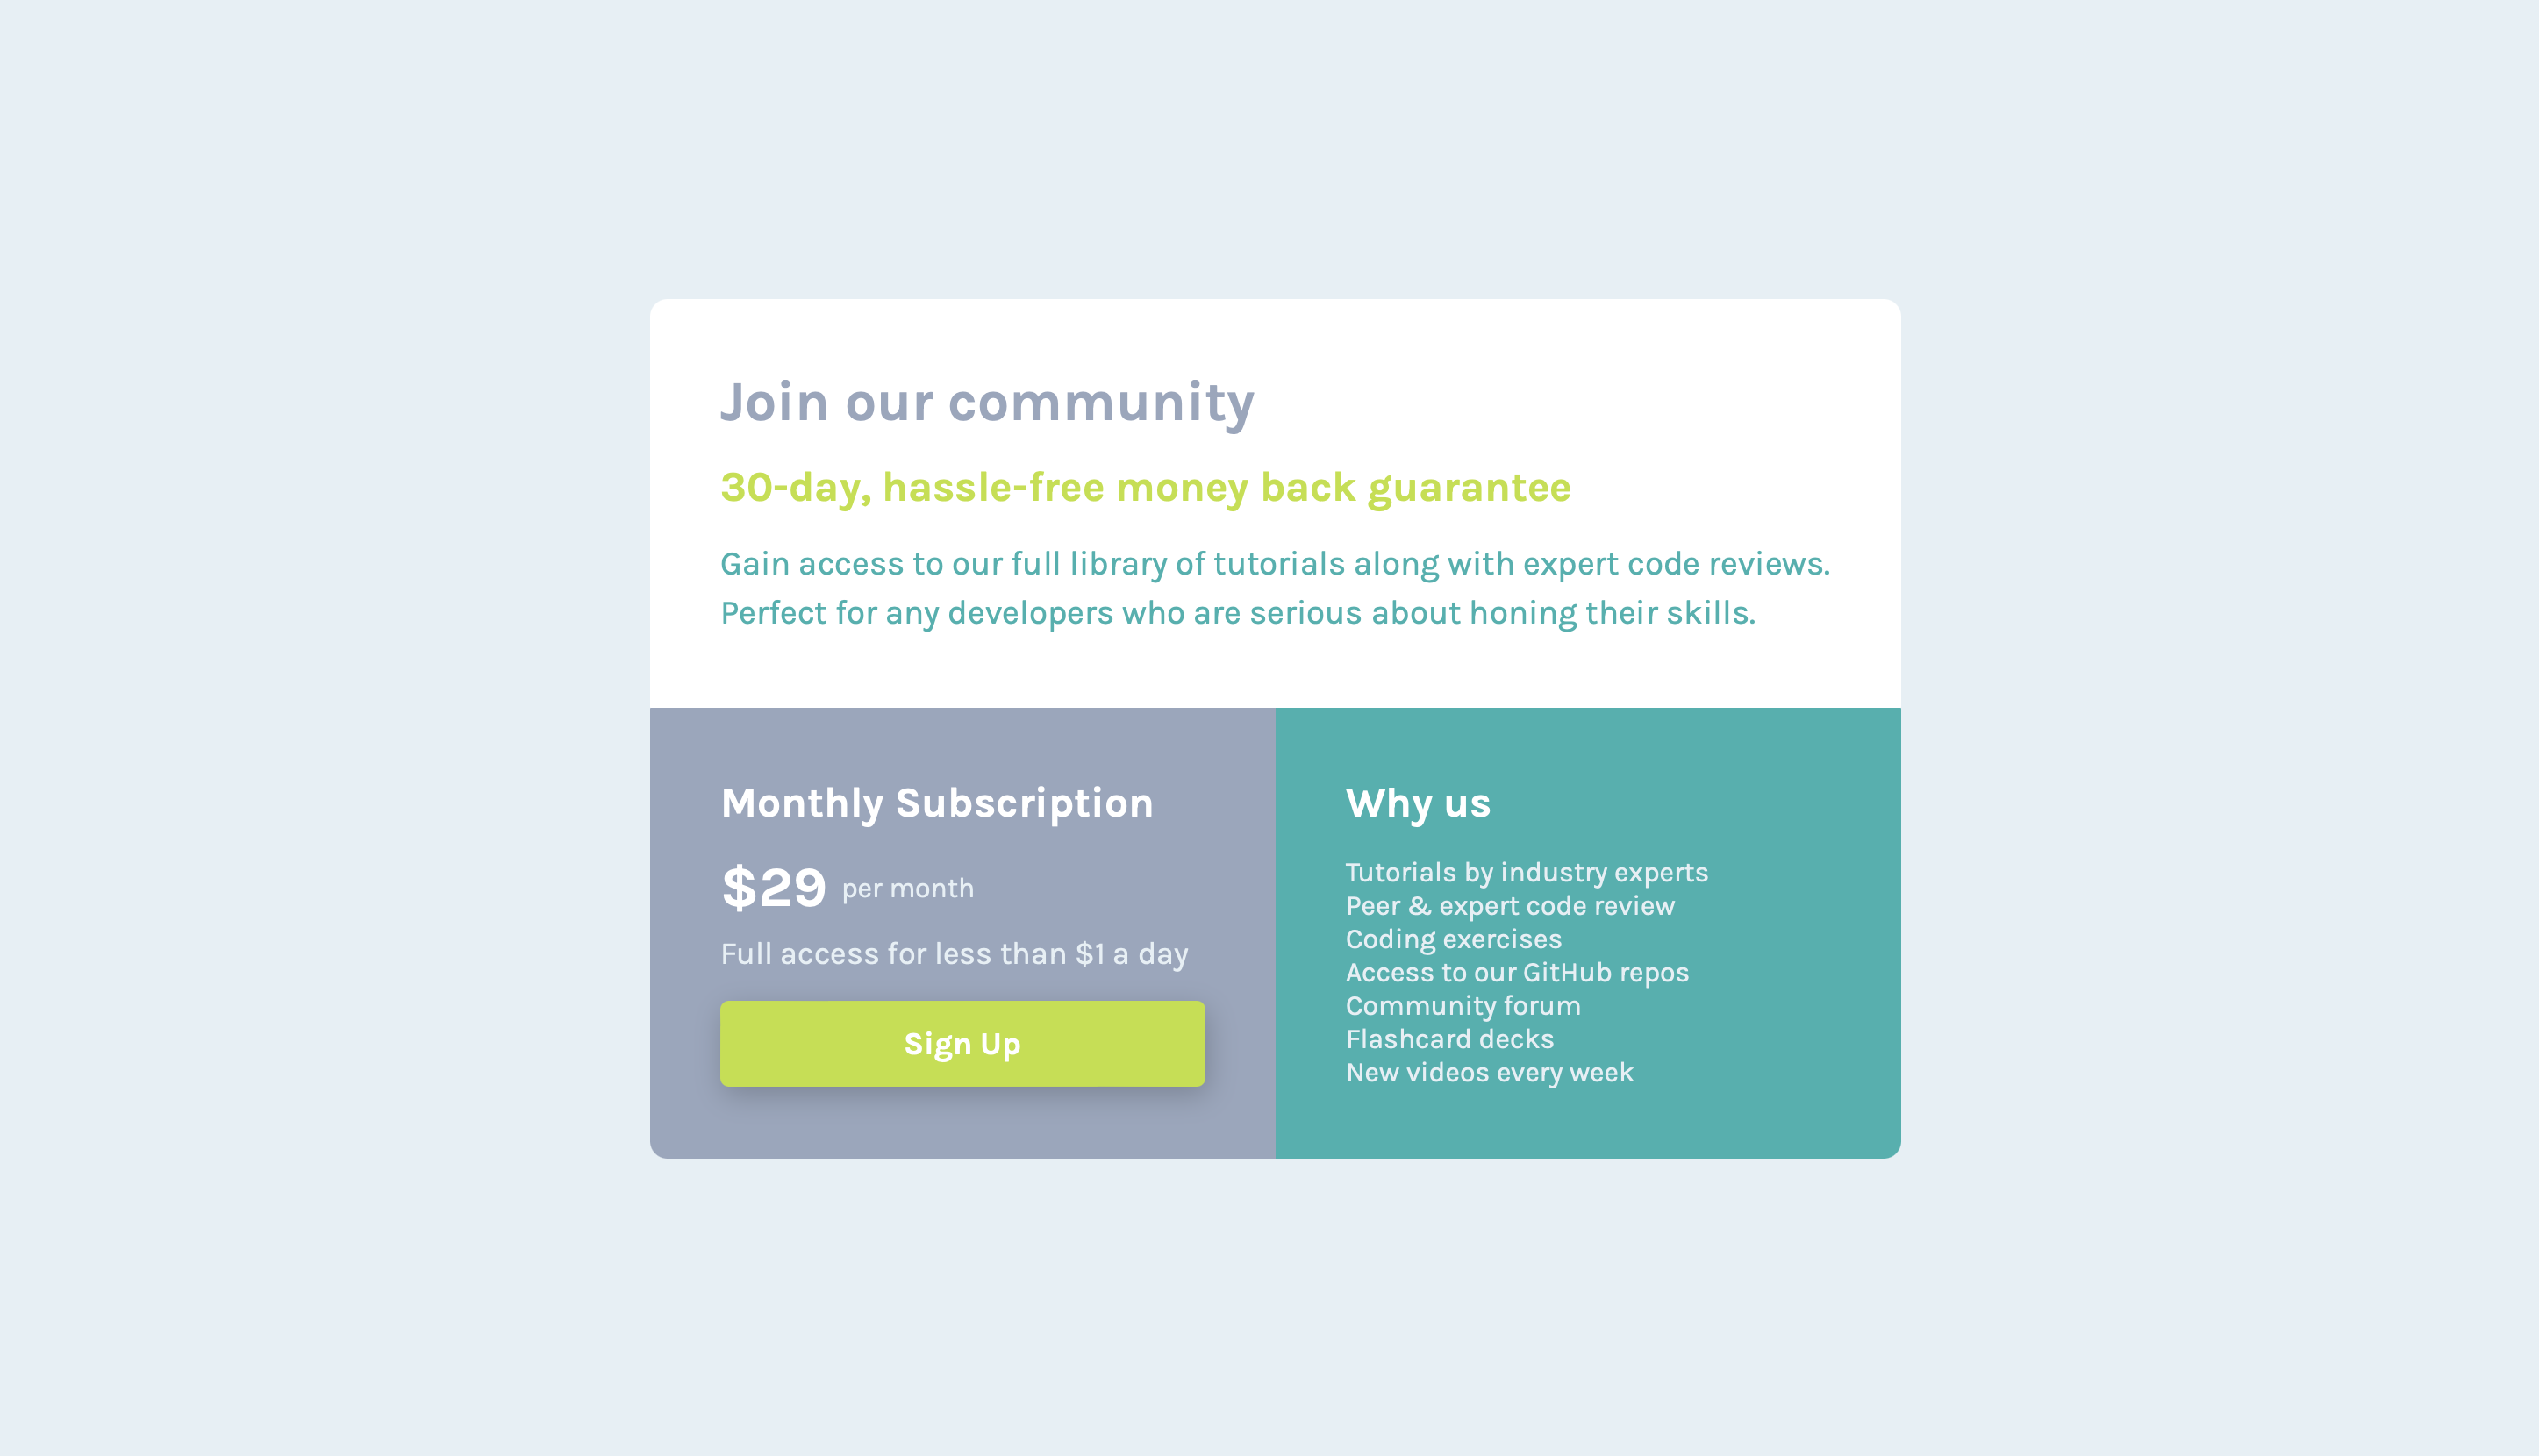 Join our community
30-day, hassle-free money back guarantee
Gain access to our full library of tutorials along with expert code reviews.
Perfect for any developers who are serious about honing their skills.
Monthly Subscription
$29 per month
Full access for less than $1 a day
Sign Up
Why us
Tutorials by industry experts
Peer & expert code review
Coding exercises
Access to our GitHub repos
Community forum
Flashcard decks
New videos every week